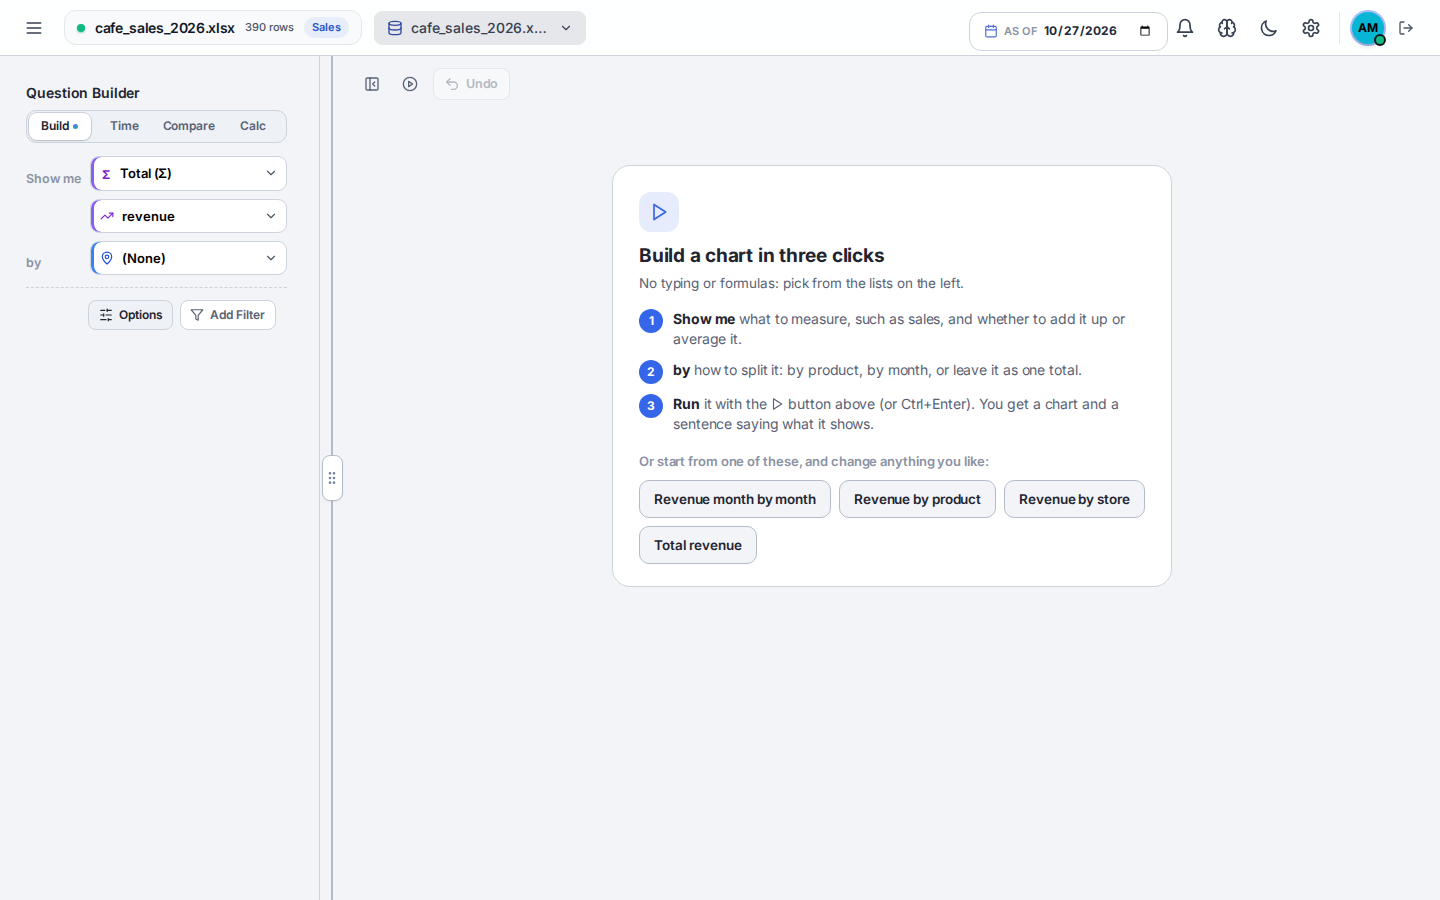 cafe_sales_2026.xlsx 390 rows Sales
cafe_sales_2026.x...
AS OF 10/27/2026
AM
Question Builder
Build
Time
Compare
Calc
Undo
Show me
Total (Σ)
revenue
by
(None)
Options
Add Filter
Build a chart in three clicks
No typing or formulas: pick from the lists on the left.
1 Show me what to measure, such as sales, and whether to add it up or
average it.
2 by how to split it: by product, by month, or leave it as one total.
3 Run it with the ▷ button above (or Ctrl+Enter). You get a chart and a
sentence saying what it shows.
Or start from one of these, and change anything you like:
Revenue month by month
Revenue by product
Revenue by store
Total revenue